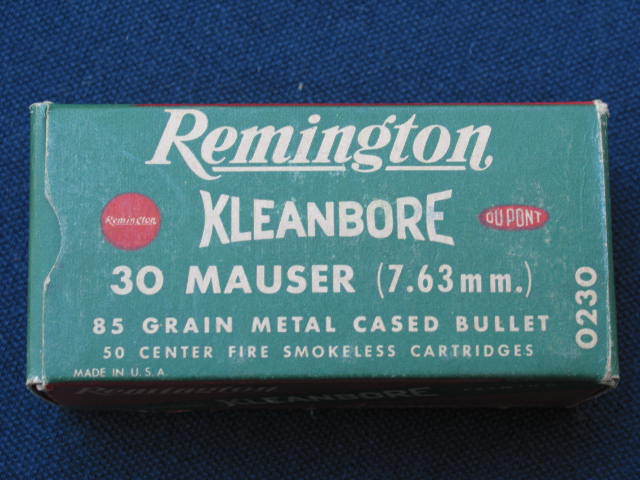 Remington
KLEANBORE
Remington
DU PONT
30 MAUSER (7.63mm.)
85 GRAIN METAL CASED BULLET
50 CENTER FIRE SMOKELESS CARTRIDGES
MADE IN U.S.A.
0230
Remington
KLEANBORE